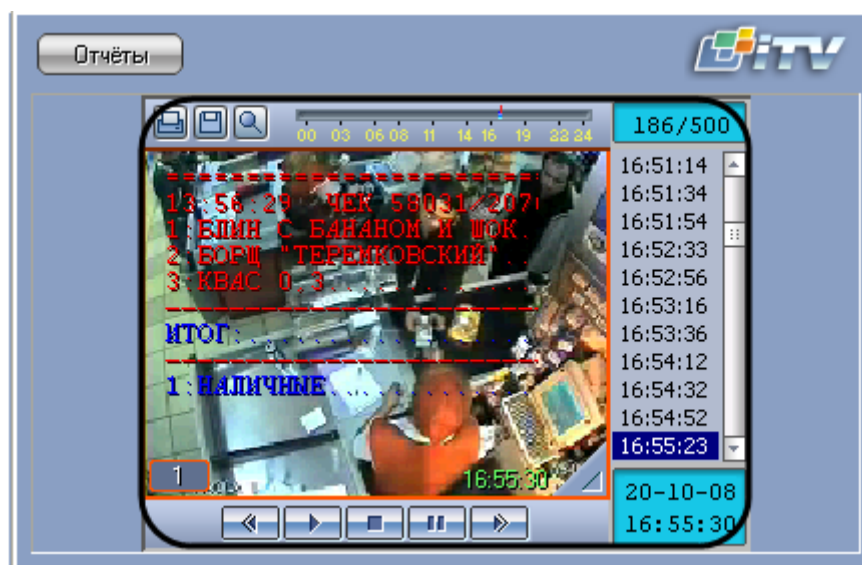 Отчёты
iTV
00 03 06 08 11 14 16 19 22 24
186/500
13:56:29 ЧЕК 58031/207
1:БЛИН С БАНАНОМ И ШОК.
2:БОРЩ "ТЕРЕМКОВСКИЙ"..
3:КВАС 0,3
ИТОГ:
1:НАЛИЧНЫЕ
1
16:55:30
16:51:14
16:51:34
16:51:54
16:52:33
16:52:56
16:53:16
16:53:36
16:54:12
16:54:32
16:54:52
16:55:23
20-10-08
16:55:30